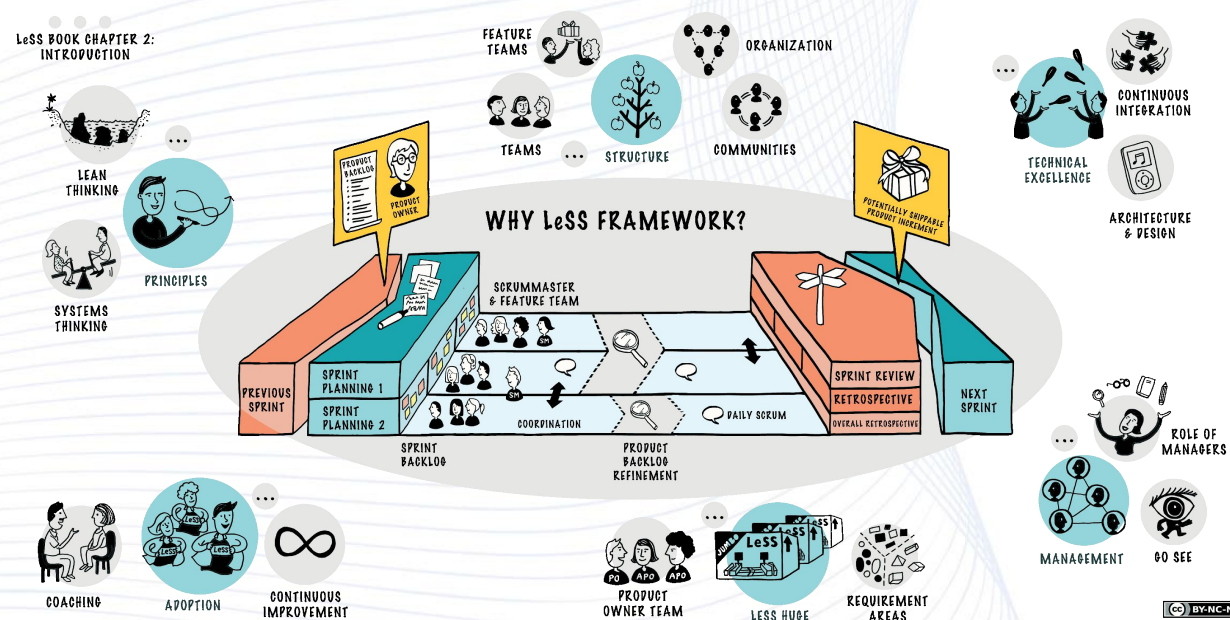 LeSS BOOK CHAPTER 2:
INTRODUCTION
LEAN
THINKING
PRINCIPLES
SYSTEMS
THINKING
FEATURE
TEAMS
ORGANIZATION
TEAMS
STRUCTURE
COMMUNITIES
CONTINUOUS
INTEGRATION
TECHNICAL
EXCELLENCE
ARCHITECTURE
& DESIGN
WHY LeSS FRAMEWORK?
PRODUCT
BACKLOG
PRODUCT
OWNER
POTENTIALLY SHIPPABLE
PRODUCT INCREMENT
SCRUMMASTER
& FEATURE TEAM
SM
SM
PREVIOUS
SPRINT
SPRINT
PLANNING 1
SPRINT
PLANNING 2
COORDINATION
DAILY SCRUM
SPRINT REVIEW
RETROSPECTIVE
OVERALL RETROSPECTIVE
NEXT
SPRINT
SPRINT
BACKLOG
PRODUCT
BACKLOG
REFINEMENT
ROLE OF
MANAGERS
MANAGEMENT
GO SEE
COACHING
LeSS
LeSS
LeSS
ADOPTION
CONTINUOUS
IMPROVEMENT
PO
APO
APO
PRODUCT
OWNER TEAM
JUMBO
LeSS
LESS HUGE
REQUIREMENT
AREAS
cc BY-NC-N